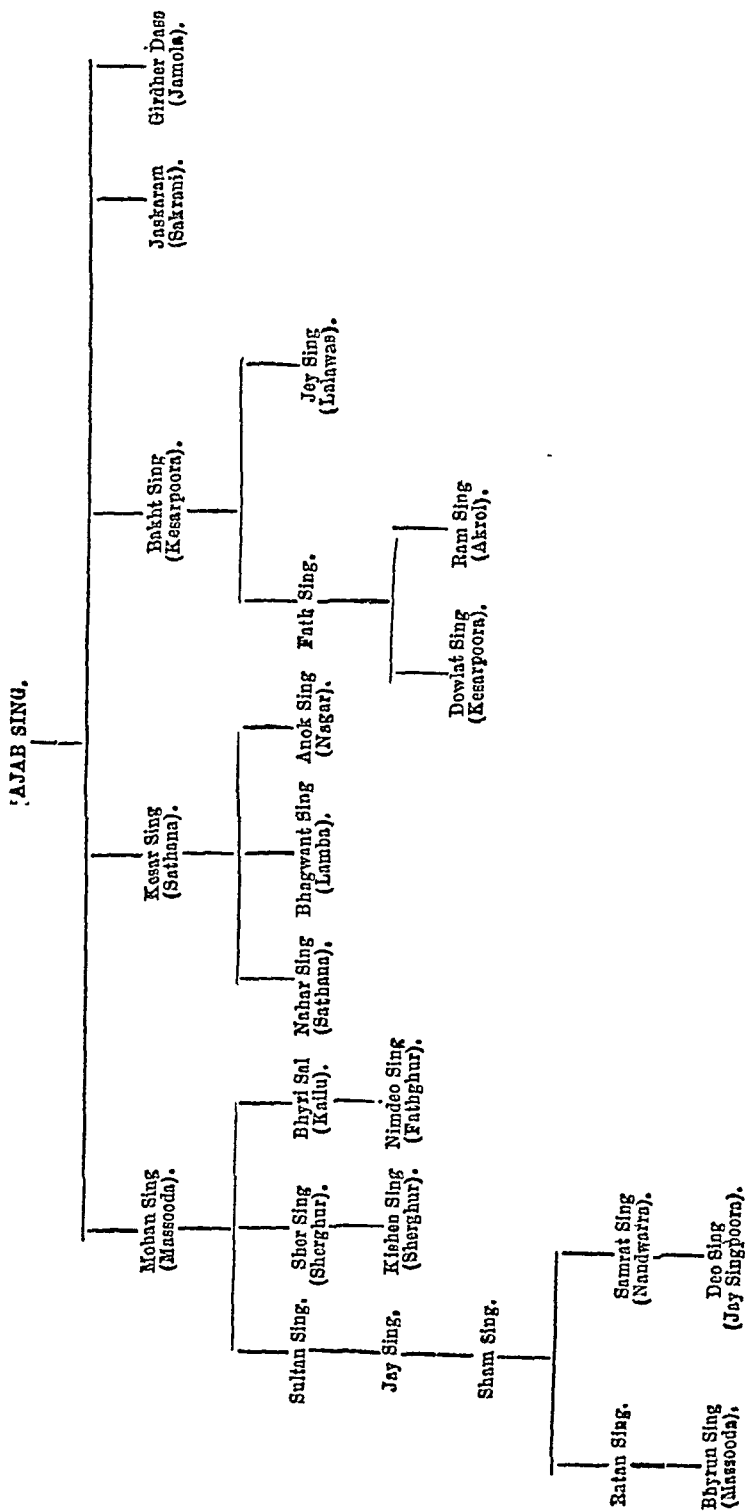 'AJAB SING.
Mohan Sing
(Massooda).
Kesar Sing
(Sathana).
Bakht Sing
(Kesarpoora).
Jaskaram
(Sakrani).
Girdher Dass
(Jamola).
Sultan Sing.
Sher Sing
(Sherghur).
Bhyri Sal
(Kailu).
Nahar Sing
(Sathana).
Bhagwant Sing
(Lamba).
Anok Sing
(Nagar).
Fath Sing.
Jey Sing
(Lalawas).
Jay Sing.
Kishen Sing
(Sherghur).
Nimdeo Sing
(Fathghur).
Dowlat Sing
(Kesarpoora).
Ram Sing
(Akrol).
Sham Sing.
Ratan Sing.
Samrat Sing
(Nandwarra).
Bhyrun Sing
(Massooda).
Deo Sing
(Jay Singpoora).